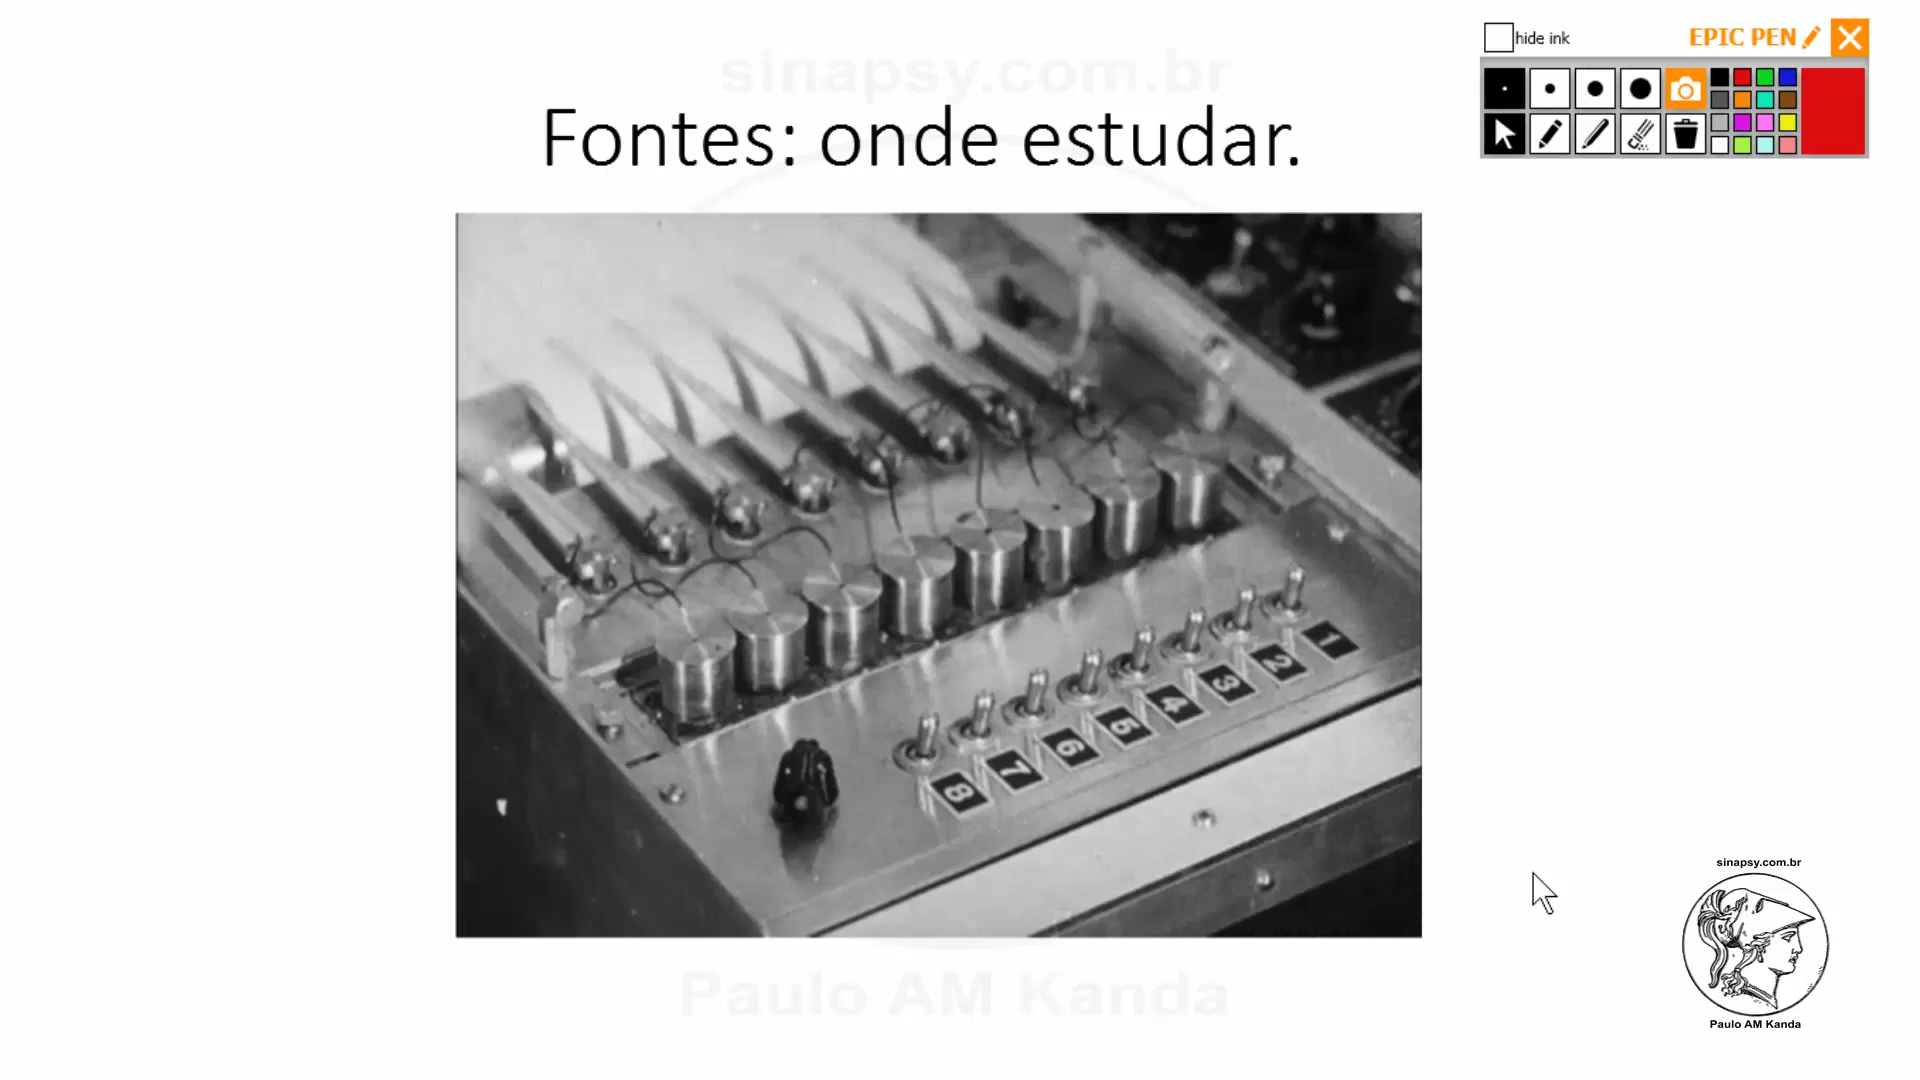 sinapsy.com.br
hide ink
EPIC PEN
Fontes: onde estudar.
1
2
3
4
5
6
7
8
sinapsy.com.br
Paulo AM Kanda
Paulo AM Kanda